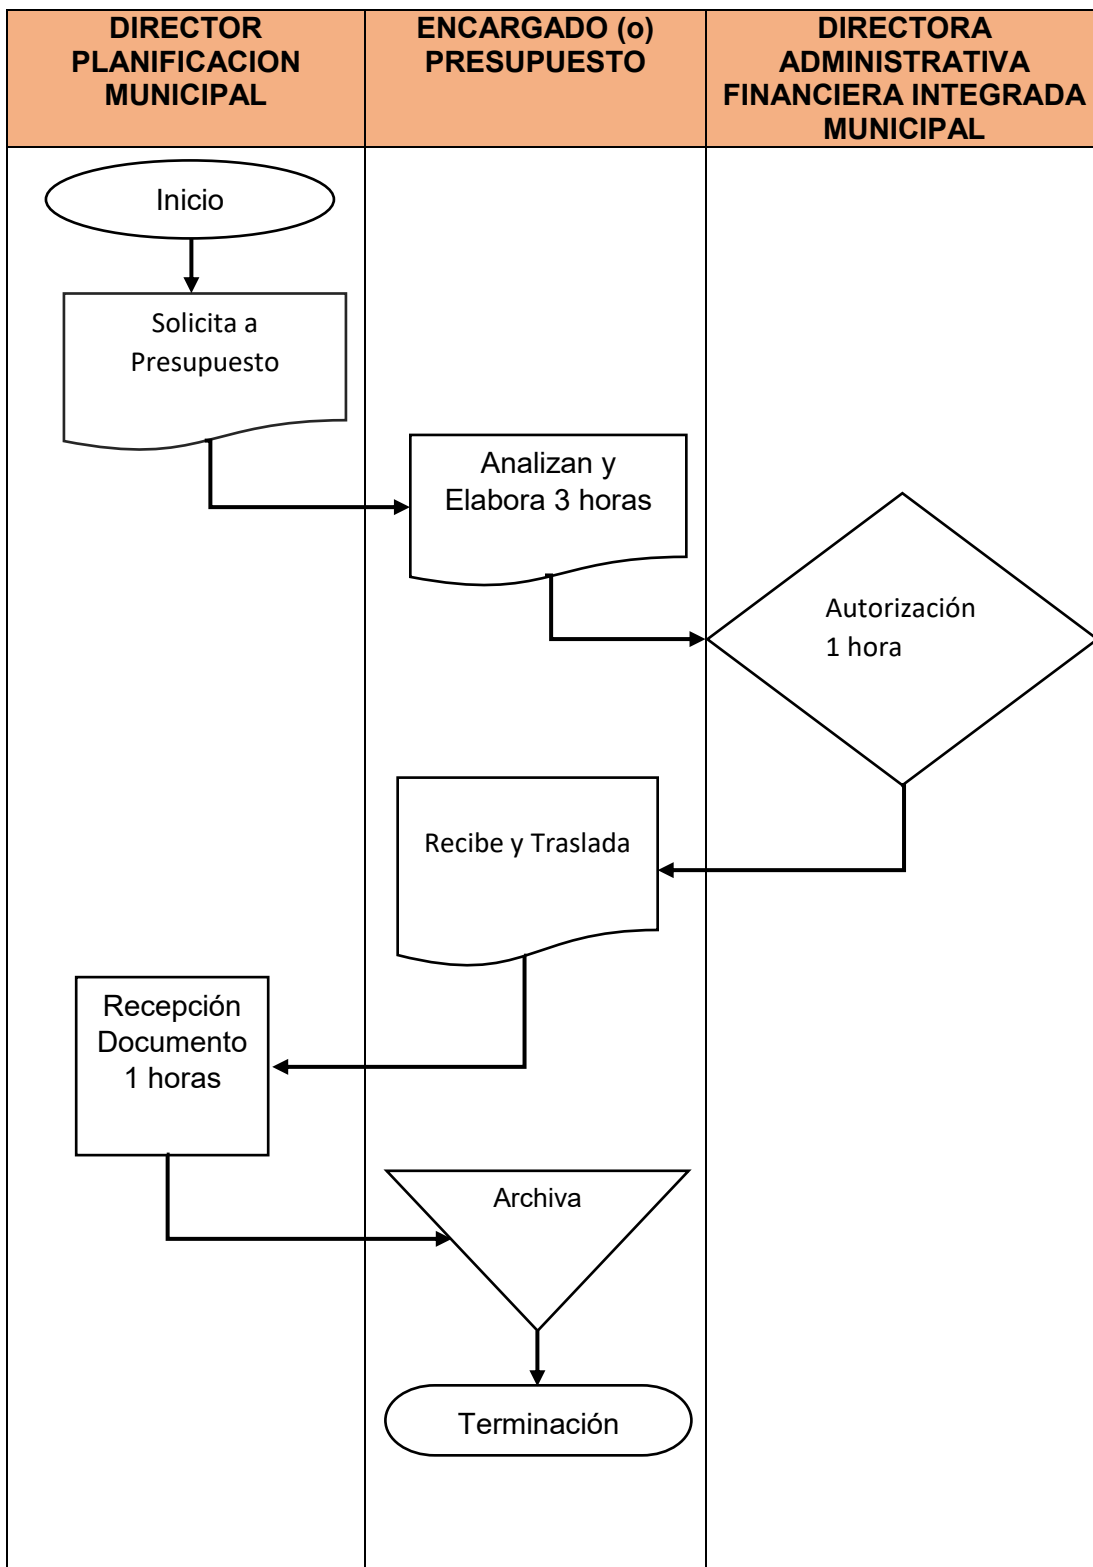 DIRECTOR
PLANIFICACION
MUNICIPAL
ENCARGADO (o)
PRESUPUESTO
DIRECTORA
ADMINISTRATIVA
FINANCIERA INTEGRADA
MUNICIPAL
Inicio
Solicita a
Presupuesto
Analizan y
Elabora 3 horas
Autorización
1 hora
Recibe y Traslada
Recepción
Documento
1 horas
Archiva
Terminación